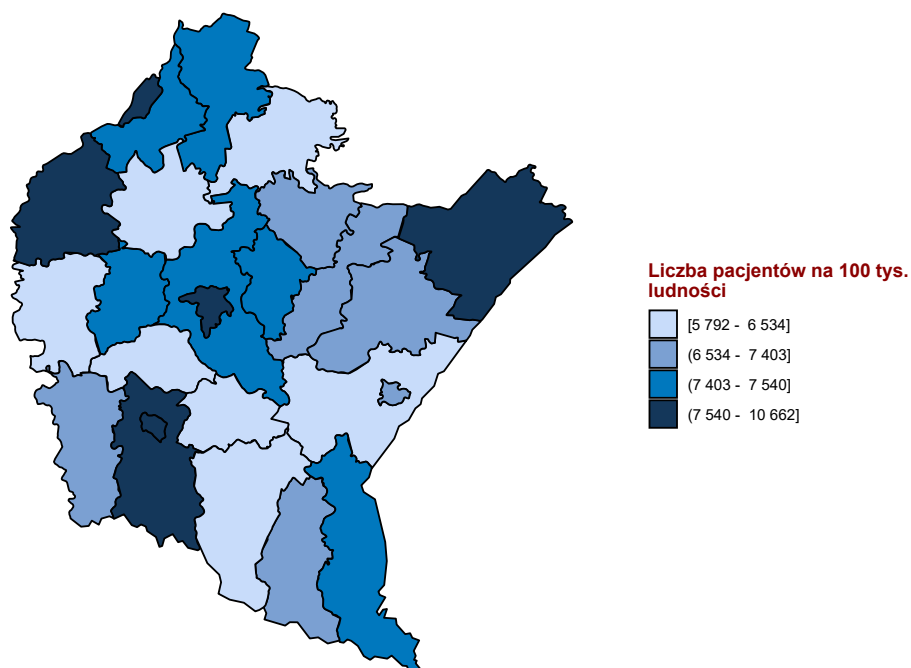 Liczba pacjentów na 100 tys.
ludności
[5 792 - 6 534]
(6 534 - 7 403]
(7 403 - 7 540]
(7 540 - 10 662]